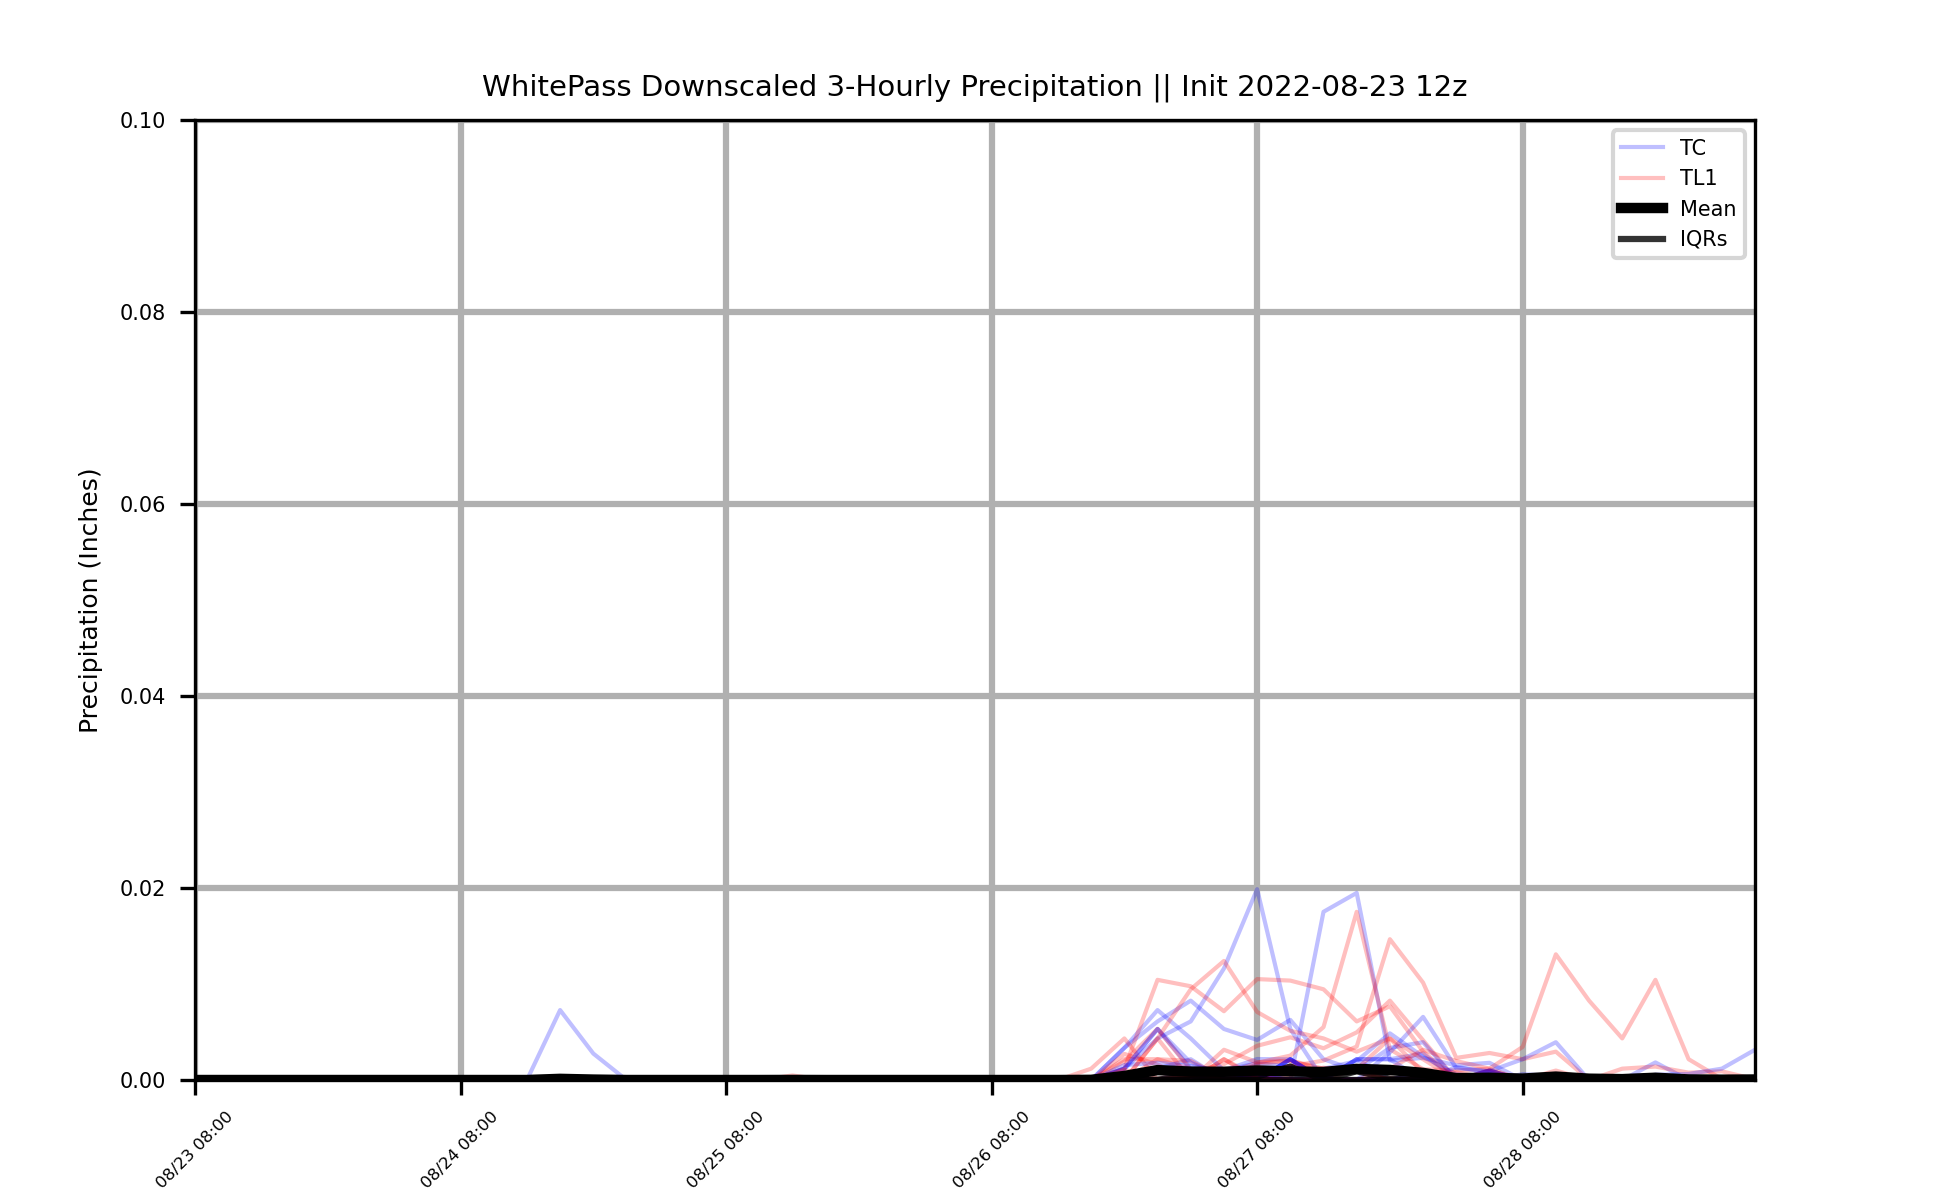 WhitePass Downscaled 3-Hourly Precipitation || Init 2022-08-23 12z
0.10
0.08
0.06
0.04
0.02
0.00
Precipitation (Inches)
TC
TL1
Mean
IQRs
08/23 08:00
08/24 08:00
08/25 08:00
08/26 08:00
08/27 08:00
08/28 08:00